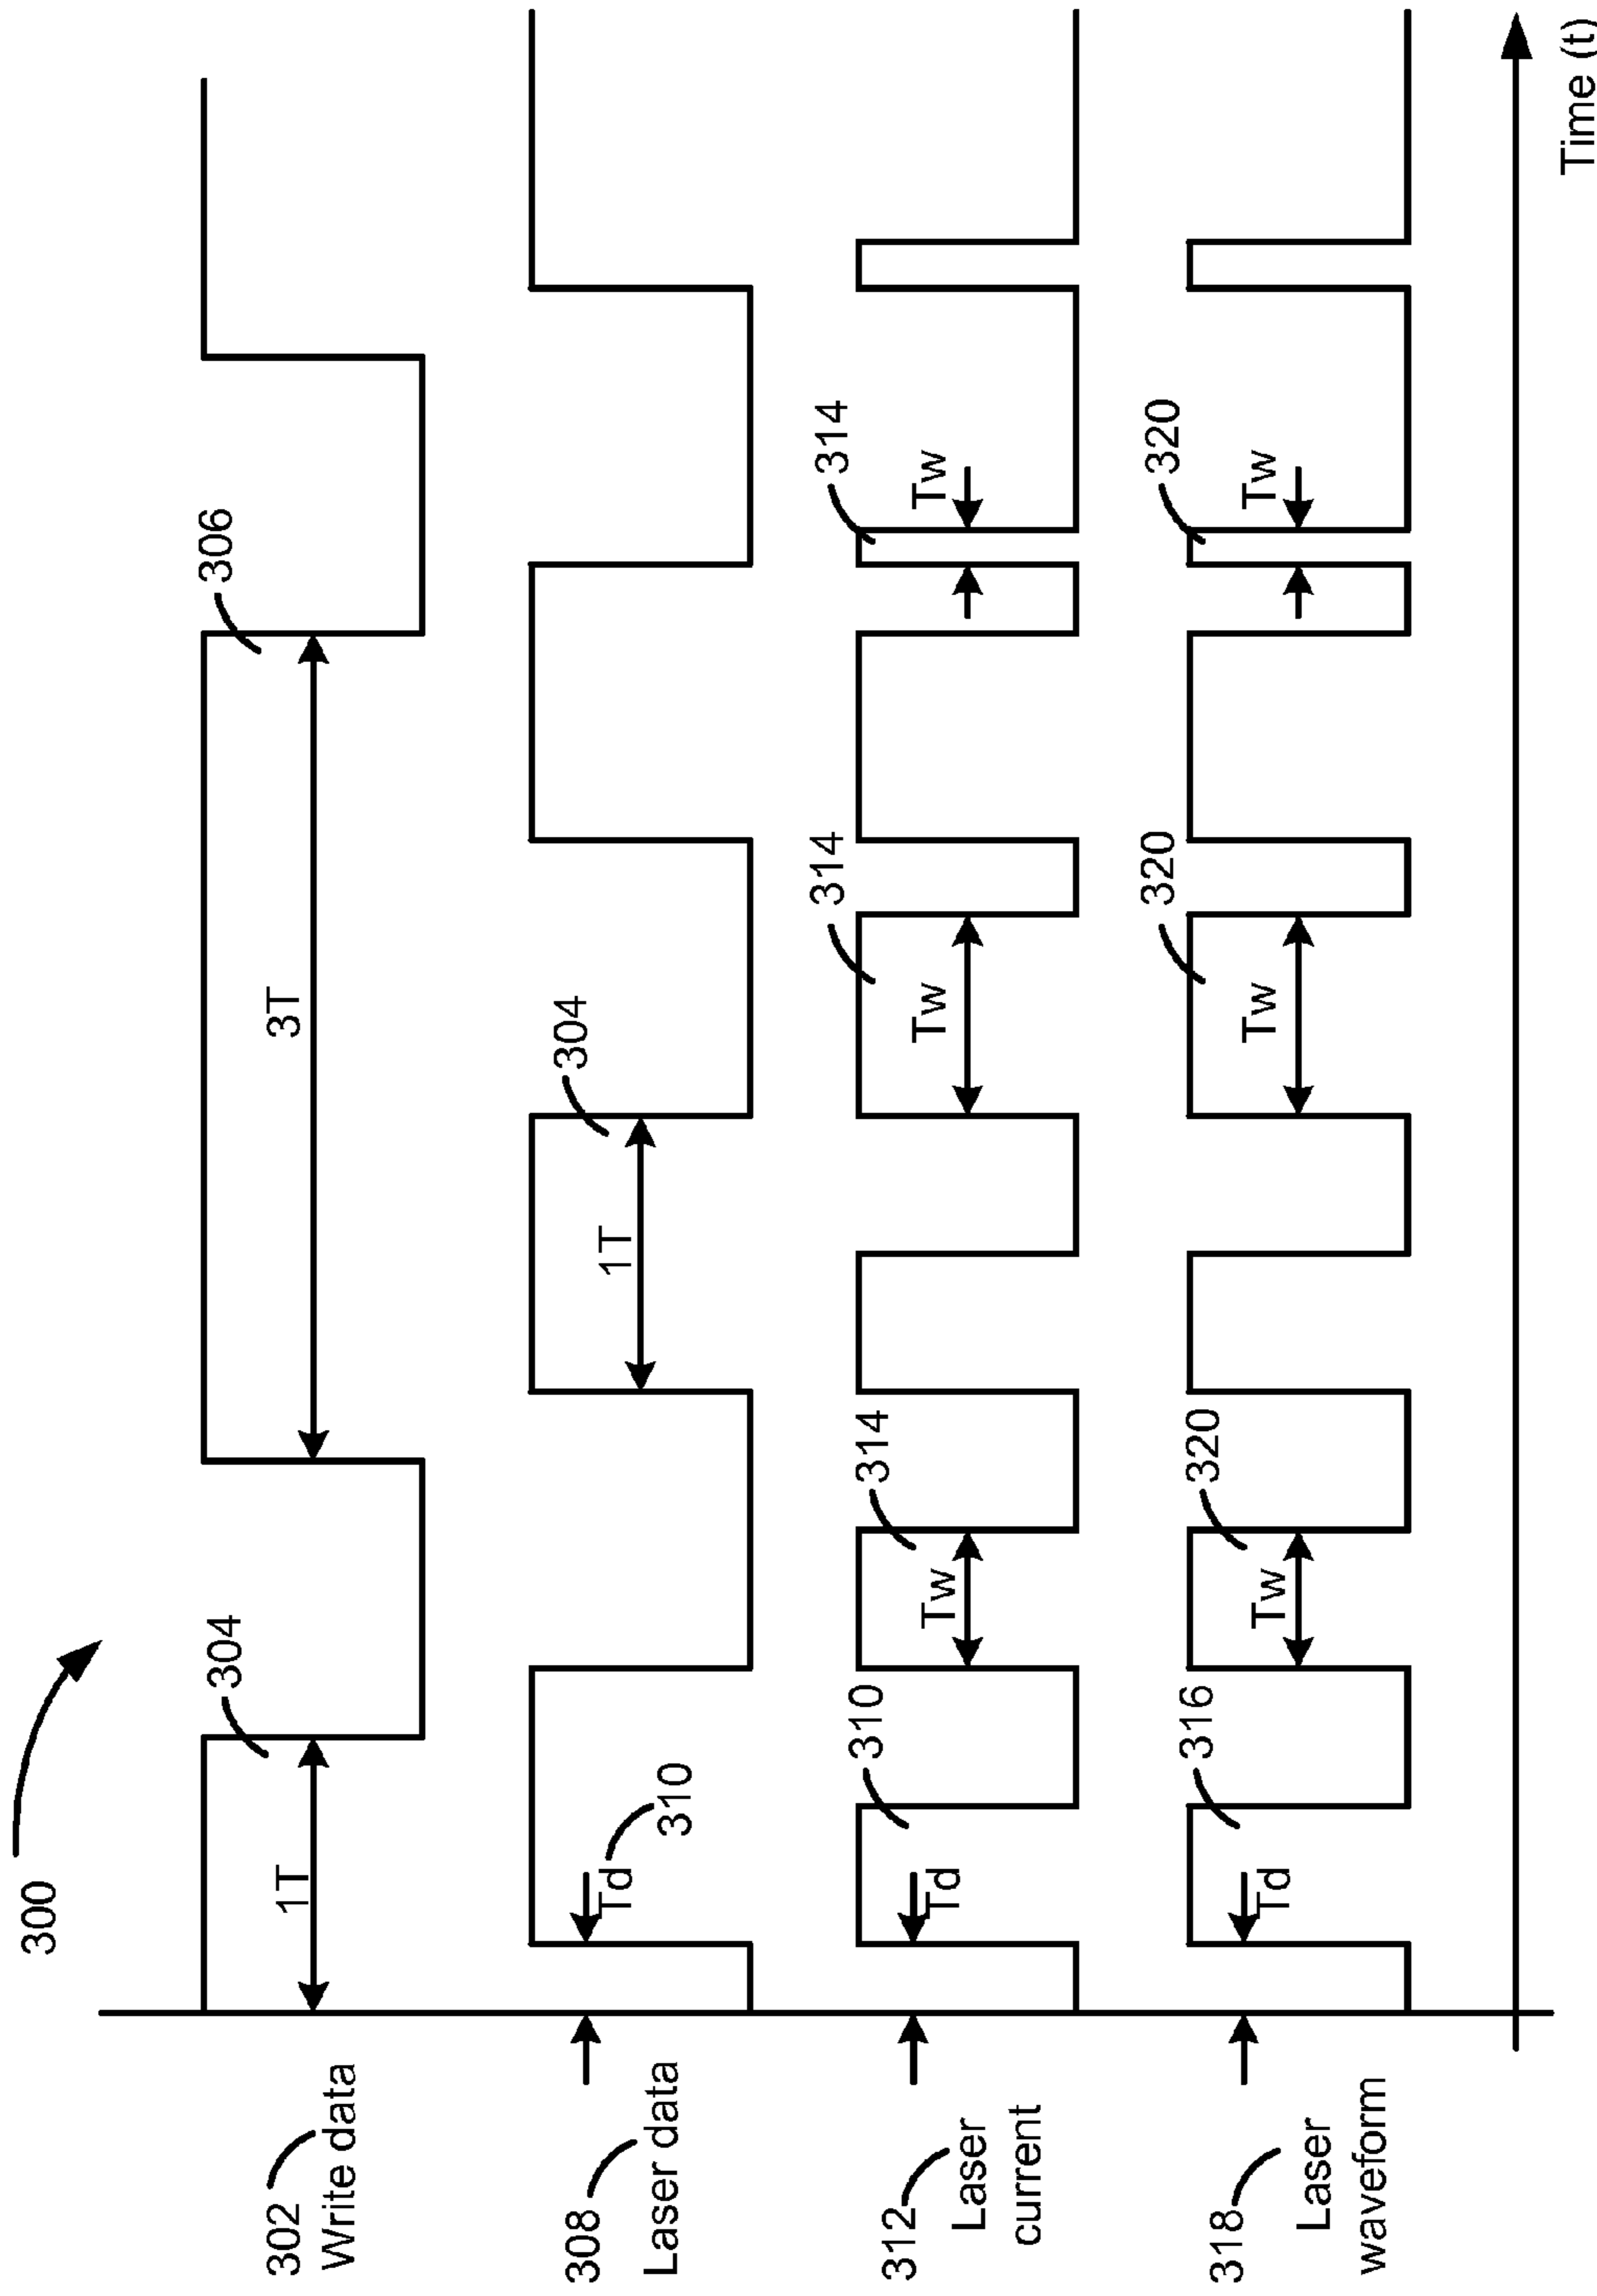 300
302
Write data
1T
304
3T
306
308
Laser data
Td
310
1T
304
312
Laser
current
Td
310
Tw
314
Tw
314
Tw
314
318
Laser
waveform
Td
316
Tw
320
Tw
320
Tw
320
Time (t)